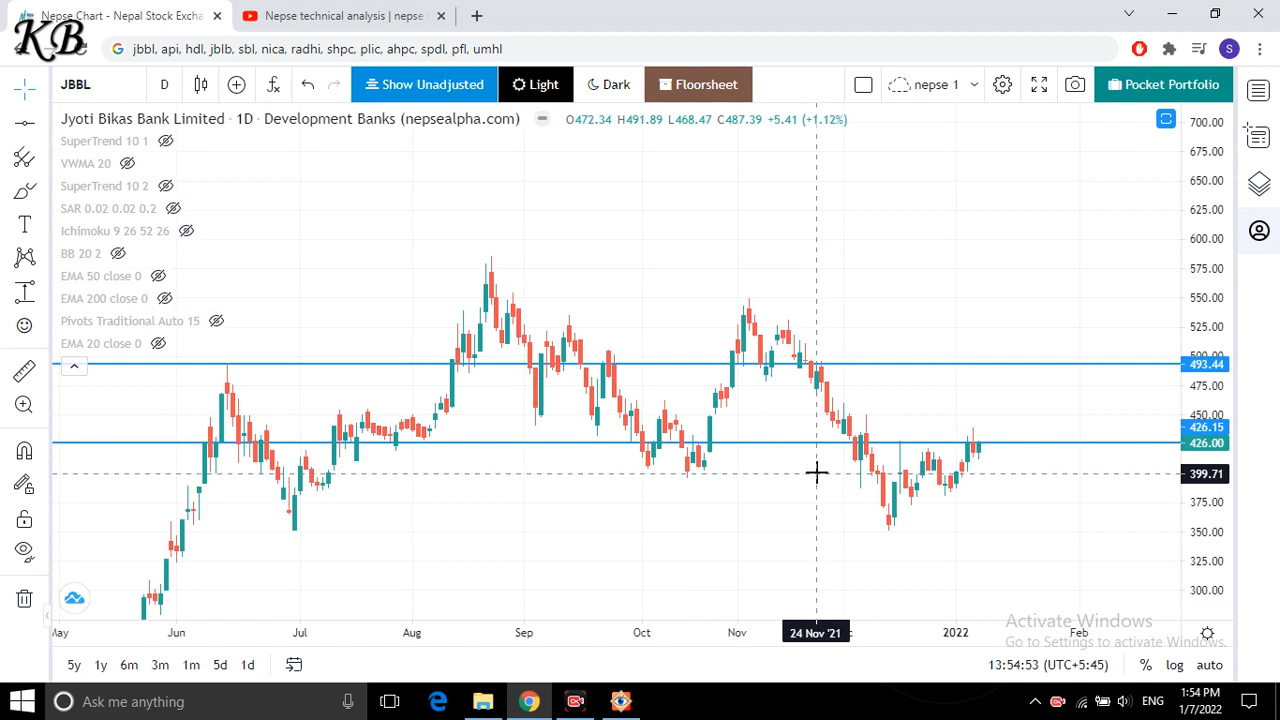 Nepse Chart - Nepal Stock Excha
Nepse technical analysis | nepse
KB
jbbl, api, hdl, jblb, sbl, nica, radhi, shpc, plic, ahpc, spdl, pfl, umhl
S
JBBL
D
Show Unadjusted
Light
Dark
Floorsheet
nepse 1
Pocket Portfolio
Jyoti Bikas Bank Limited · 1D · Development Banks (nepsealpha.com)
O472.34 H491.89 L468.47 C487.39 +5.41 (+1.12%)
SuperTrend 10 1
VWMA 20
SuperTrend 10 2
SAR 0.02 0.02 0.2
Ichimoku 9 26 52 26
BB 20 2
EMA 50 close 0
EMA 200 close 0
Pivots Traditional Auto 15
EMA 20 close 0
700.00
675.00
650.00
625.00
600.00
575.00
550.00
525.00
500.00
493.44
475.00
450.00
426.15
426.00
399.71
375.00
350.00
325.00
300.00
May
Jun
Jul
Aug
Sep
Oct
Nov
24 Nov '21
2022
Feb
Activate Windows
Go to Settings to activate Windows.
5y 1y 6m 3m 1m 5d 1d
13:54:53 (UTC+5:45)
% log auto
Ask me anything
ENG
1:54 PM
1/7/2022